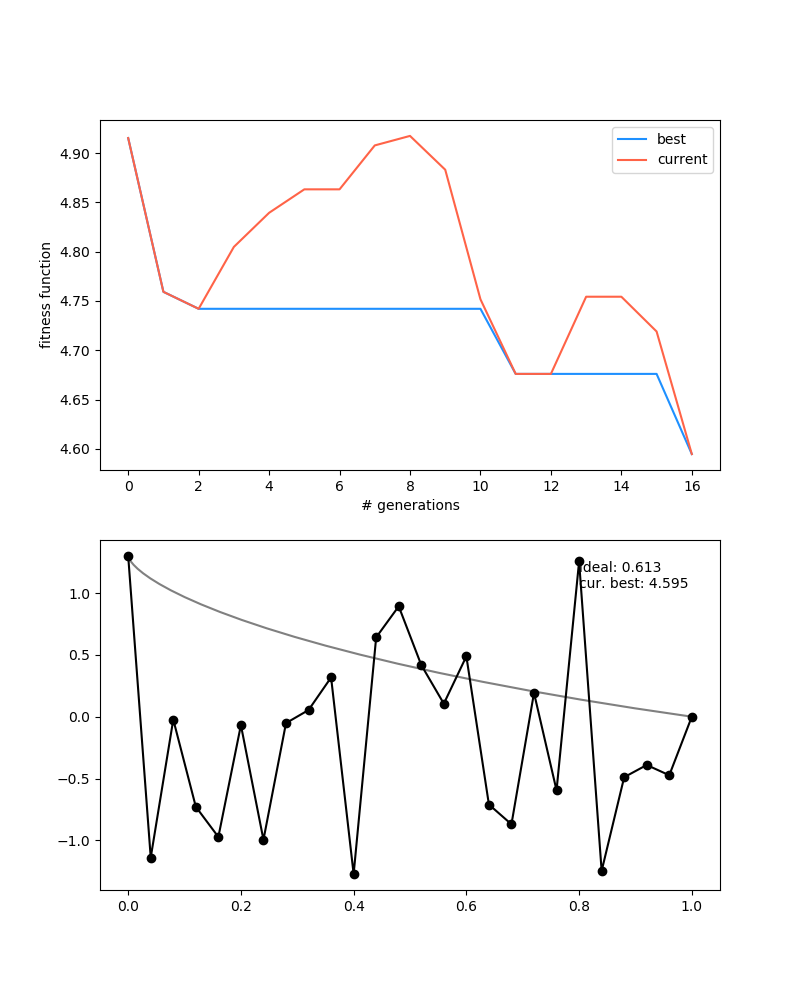 best
current
fitness function
4.90
4.85
4.80
4.75
4.70
4.65
4.60
0 2 4 6 8 10 12 14 16
# generations
ideal: 0.613
cur. best: 4.595
1.0
0.5
0.0
−0.5
−1.0
0.0 0.2 0.4 0.6 0.8 1.0